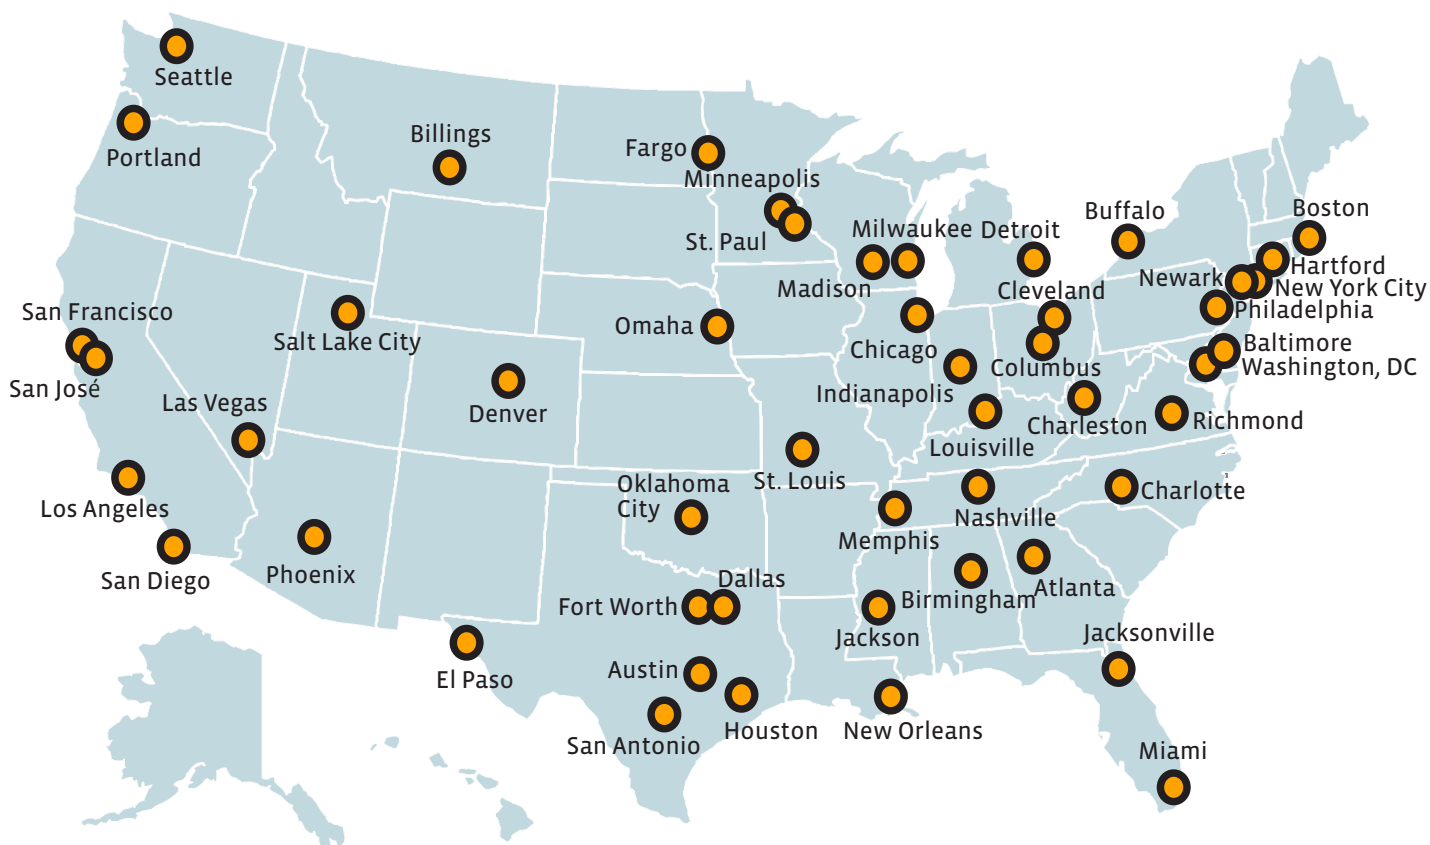 Seattle
Portland
Billings
Fargo
Minneapolis
St. Paul
Milwaukee
Detroit
Buffalo
Boston
Madison
Cleveland
Newark
Hartford
New York City
Philadelphia
San Francisco
Salt Lake City
Omaha
Chicago
Columbus
Baltimore
Washington, DC
San José
Las Vegas
Denver
Indianapolis
Charleston
Richmond
Louisville
Los Angeles
Oklahoma
City
St. Louis
Charlotte
Nashville
Memphis
San Diego
Phoenix
Dallas
Fort Worth
Birmingham
Atlanta
Jackson
Jacksonville
El Paso
Austin
San Antonio
Houston
New Orleans
Miami